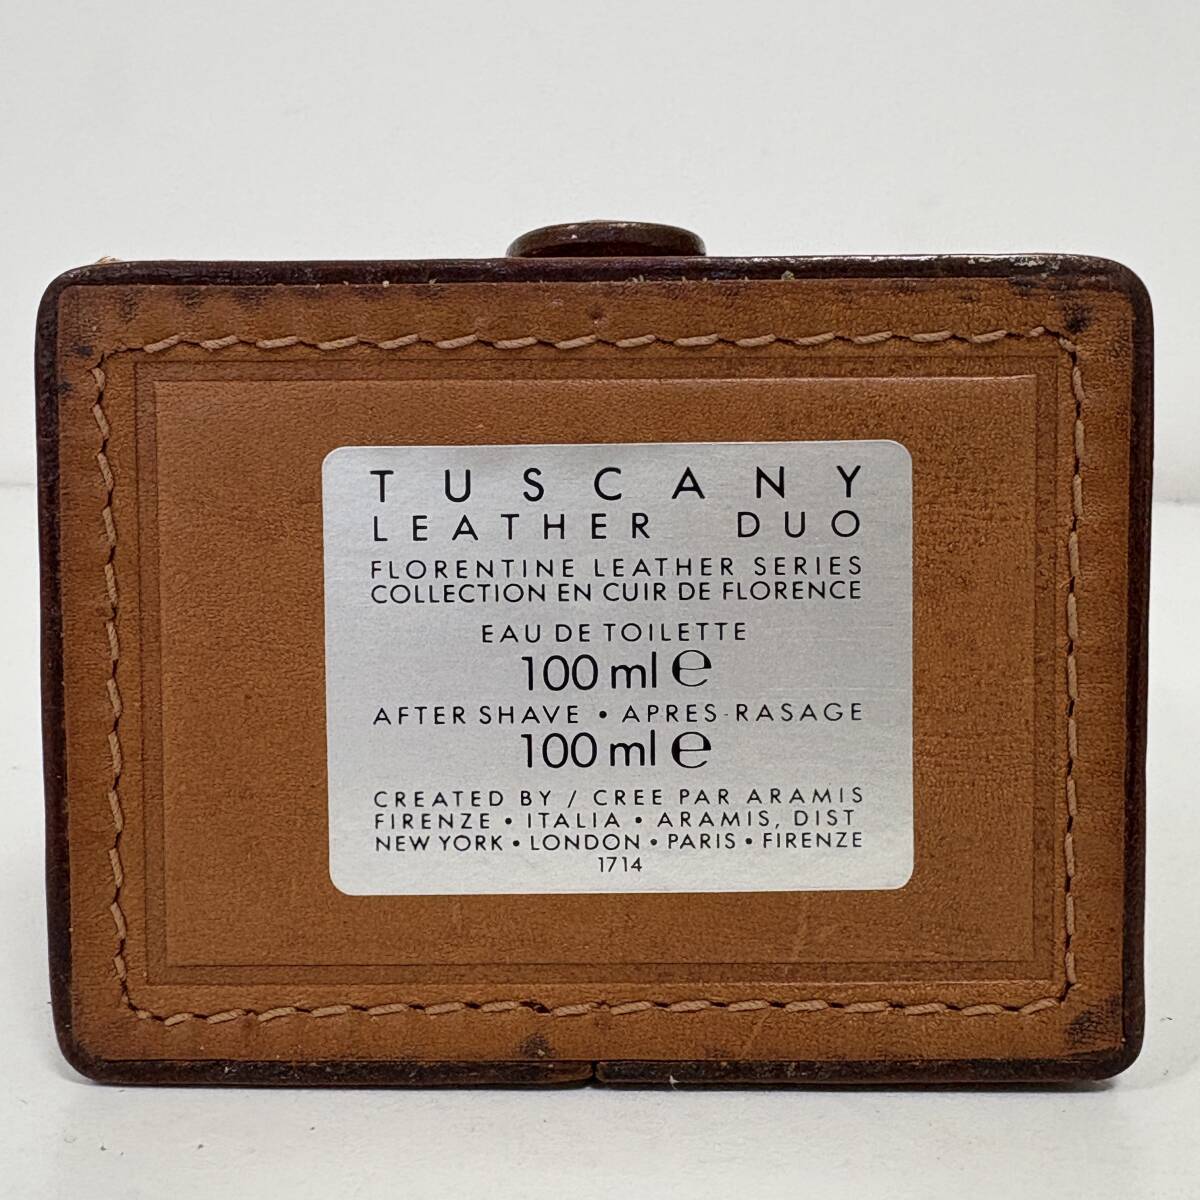 TUSCANY
LEATHER DUO
FLORENTINE LEATHER SERIES
COLLECTION EN CUIR DE FLORENCE
EAU DE TOILETTE
100 ml ℮
AFTER SHAVE • APRES-RASAGE
100 ml ℮
CREATED BY / CREE PAR ARAMIS
FIRENZE • ITALIA • ARAMIS, DIST
NEW YORK • LONDON • PARIS • FIRENZE
1714